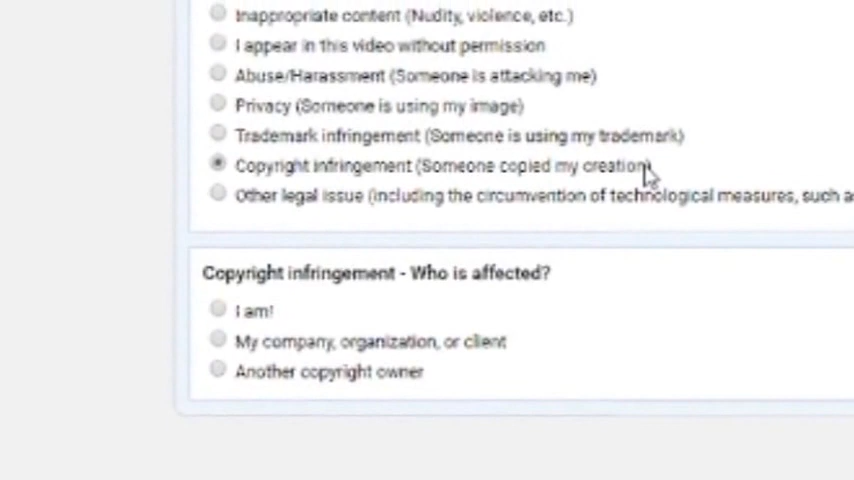 Inappropriate content (Nudity, violence, etc.)
I appear in this video without permission
Abuse/Harassment (Someone is attacking me)
Privacy (Someone is using my image)
Trademark infringement (Someone is using my trademark)
Copyright infringement (Someone copied my creation)
Other legal issue (including the circumvention of technological measures, such as
Copyright infringement - Who is affected?
I am!
My company, organization, or client
Another copyright owner